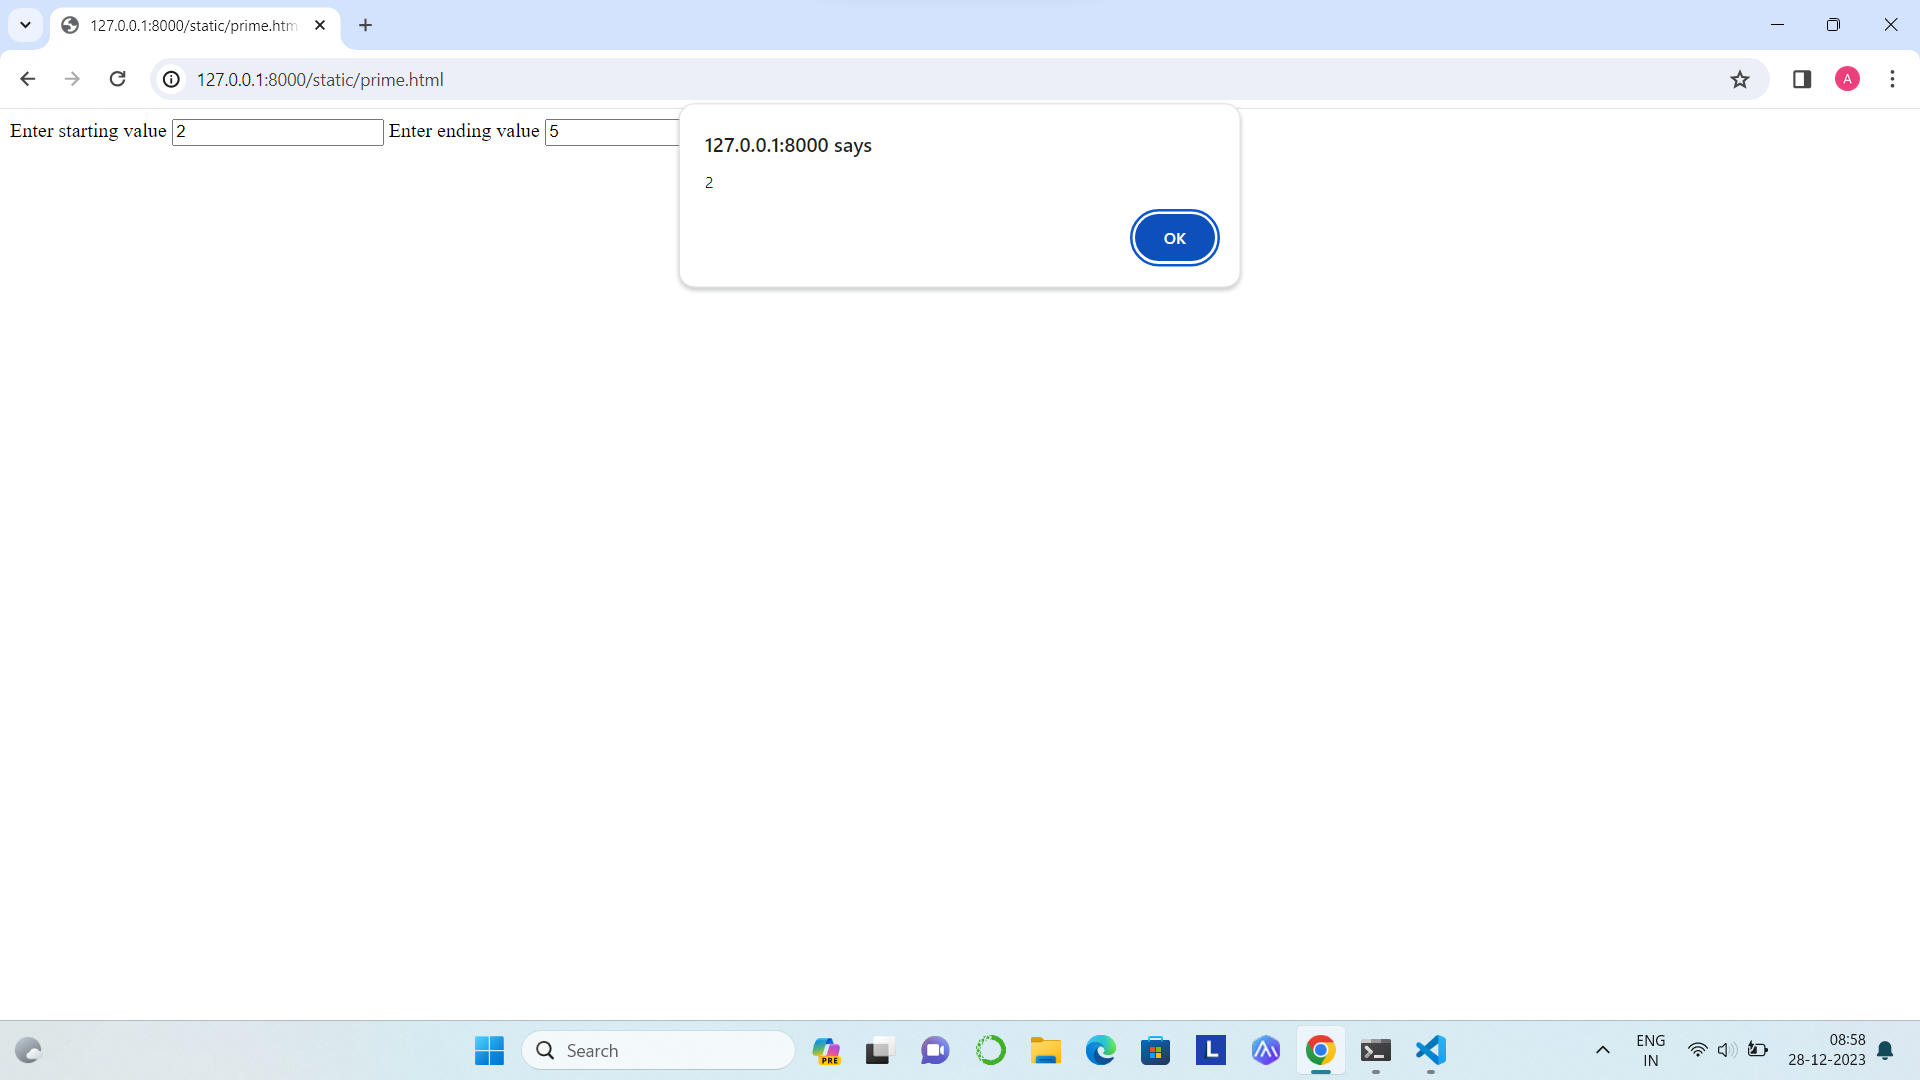 127.0.0.1:8000/static/prime.htm
127.0.0.1:8000/static/prime.html
A
Enter starting value 2 Enter ending value 5
127.0.0.1:8000 says
2
OK
Search
PRE
L
ENG
IN
08:58
28-12-2023